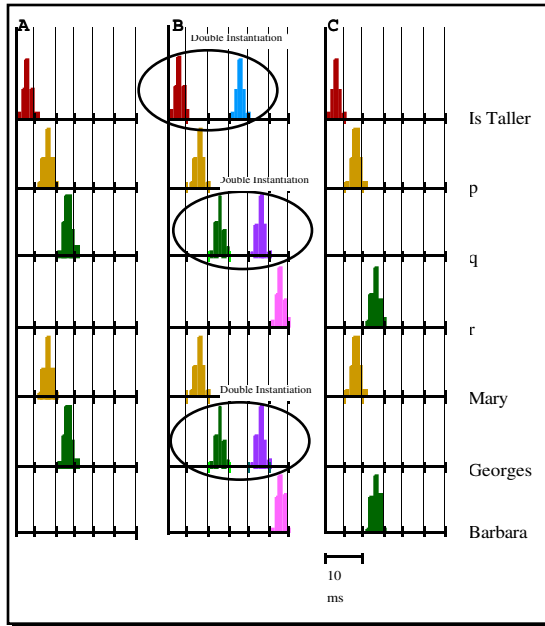 A B C
Double Instantiation
Is Taller
p
Double Instantiation
q
r
Mary
Double Instantiation
Georges
Barbara
10
ms